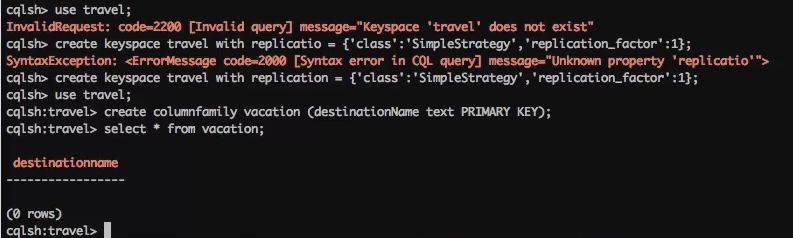 cqlsh> use travel;
InvalidRequest: code=2200 [Invalid query] message="Keyspace 'travel' does not exist"
cqlsh> create keyspace travel with replicatio = {'class':'SimpleStrategy','replication_factor':1};
SyntaxException: <ErrorMessage code=2000 [Syntax error in CQL query] message="Unknown property 'replicatio'">
cqlsh> create keyspace travel with replication = {'class':'SimpleStrategy','replication_factor':1};
cqlsh> use travel;
cqlsh:travel> create columnfamily vacation (destinationName text PRIMARY KEY);
cqlsh:travel> select * from vacation;
destinationname
-----------------
(0 rows)
cqlsh:travel>